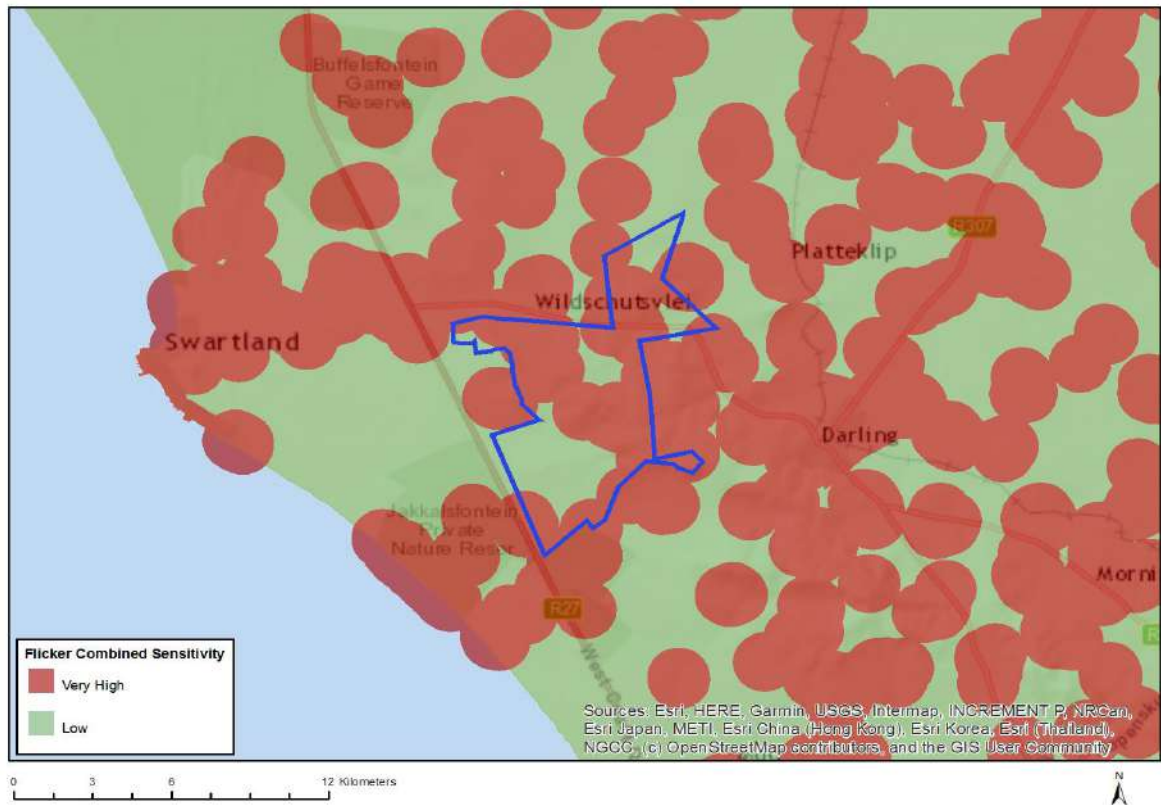 Buffelsfontein
Game
Reserve
R307
Platteklip
Wildschutsvlei
Swartland
Darling
Jakkalsfontein
Private
Nature Reser
Morni
R27
R
West-Co
Flicker Combined Sensitivity
Very High
Low
Sources: Esri, HERE, Garmin, USGS, Intermap, INCREMENT P, NRCan,
Esri Japan, METI, Esri China (Hong Kong), Esri Korea, Esri (Thailand),
NGCC, (c) OpenStreetMap contributors, and the GIS User Community
0 3 6 12 Kilometers
N